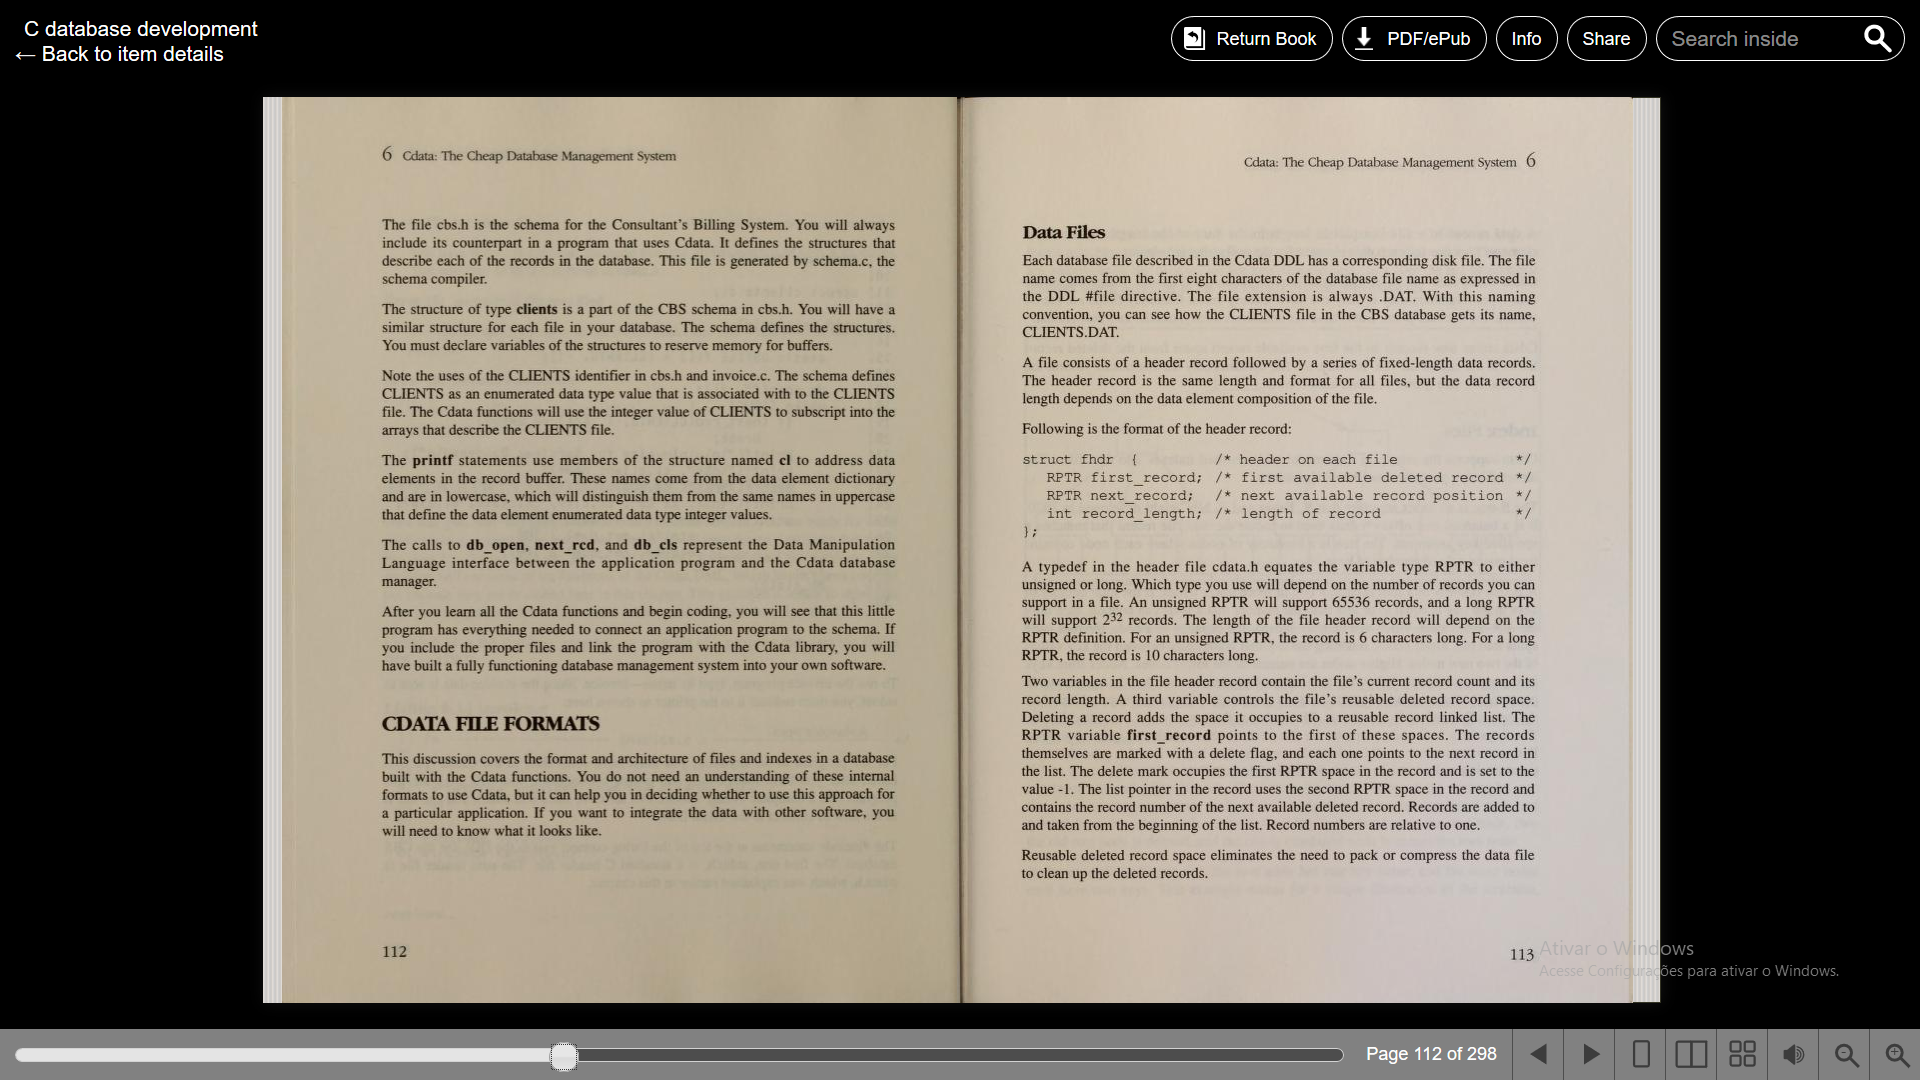 C database development
← Back to item details
Return Book
PDF/ePub
Info
Share
Search inside
6 Cdata: The Cheap Database Management System
The file cbs.h is the schema for the Consultant's Billing System. You will always
include its counterpart in a program that uses Cdata. It defines the structures that
describe each of the records in the database. This file is generated by schema.c, the
schema compiler.
The structure of type clients is a part of the CBS schema in cbs.h. You will have a
similar structure for each file in your database. The schema defines the structures.
You must declare variables of the structures to reserve memory for buffers.
Note the uses of the CLIENTS identifier in cbs.h and invoice.c. The schema defines
CLIENTS as an enumerated data type value that is associated with to the CLIENTS
file. The Cdata functions will use the integer value of CLIENTS to subscript into the
arrays that describe the CLIENTS file.
The printf statements use members of the structure named cl to address data
elements in the record buffer. These names come from the data element dictionary
and are in lowercase, which will distinguish them from the same names in uppercase
that define the data element enumerated data type integer values.
The calls to db_open, next_rcd, and db_cls represent the Data Manipulation
Language interface between the application program and the Cdata database
manager.
After you learn all the Cdata functions and begin coding, you will see that this little
program has everything needed to connect an application program to the schema. If
you include the proper files and link the program with the Cdata library, you will
have built a fully functioning database management system into your own software.
CDATA FILE FORMATS
This discussion covers the format and architecture of files and indexes in a database
built with the Cdata functions. You do not need an understanding of these internal
formats to use Cdata, but it can help you in deciding whether to use this approach for
a particular application. If you want to integrate the data with other software, you
will need to know what it looks like.
112
Cdata: The Cheap Database Management System 6
Data Files
Each database file described in the Cdata DDL has a corresponding disk file. The file
name comes from the first eight characters of the database file name as expressed in
the DDL #file directive. The file extension is always .DAT. With this naming
convention, you can see how the CLIENTS file in the CBS database gets its name,
CLIENTS.DAT.
A file consists of a header record followed by a series of fixed-length data records.
The header record is the same length and format for all files, but the data record
length depends on the data element composition of the file.
Following is the format of the header record:
struct fhdr { /* header on each file */
RPTR first_record; /* first available deleted record */
RPTR next_record; /* next available record position */
int record_length; /* length of record */
};
A typedef in the header file cdata.h equates the variable type RPTR to either
unsigned or long. Which type you use will depend on the number of records you can
support in a file. An unsigned RPTR will support 65536 records, and a long RPTR
will support 2³² records. The length of the file header record will depend on the
RPTR definition. For an unsigned RPTR, the record is 6 characters long. For a long
RPTR, the record is 10 characters long.
Two variables in the file header record contain the file's current record count and its
record length. A third variable controls the file's reusable deleted record space.
Deleting a record adds the space it occupies to a reusable record linked list. The
RPTR variable first_record points to the first of these spaces. The records
themselves are marked with a delete flag, and each one points to the next record in
the list. The delete mark occupies the first RPTR space in the record and is set to the
value -1. The list pointer in the record uses the second RPTR space in the record and
contains the record number of the next available deleted record. Records are added to
and taken from the beginning of the list. Record numbers are relative to one.
Reusable deleted record space eliminates the need to pack or compress the data file
to clean up the deleted records.
113
Ativar o Windows
Acesse Configurações para ativar o Windows.
Page 112 of 298